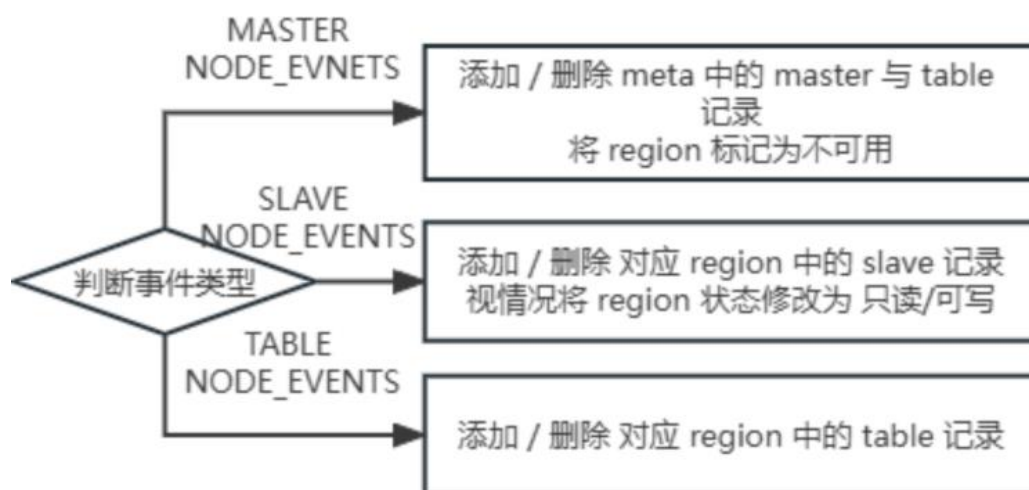 MASTER
NODE_EVNETS
添加 / 删除 meta 中的 master 与 table
记录
将 region 标记为不可用
SLAVE
NODE_EVENTS
添加 / 删除 对应 region 中的 slave 记录
视情况将 region 状态修改为 只读/可写
判断事件类型
TABLE
NODE_EVENTS
添加 / 删除 对应 region 中的 table 记录